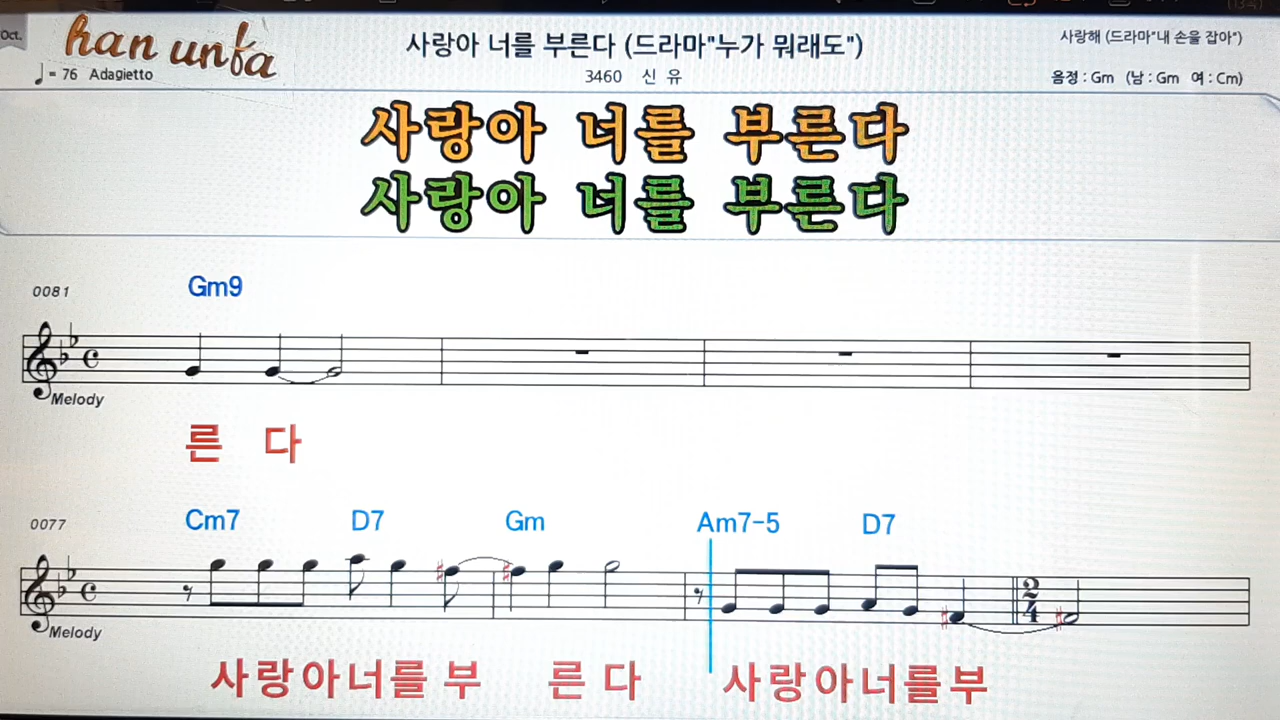 Oct.
han unfa
사랑아 너를 부른다 (드라마"누가 뭐래도")
사랑해 (드라마"내 손을 잡아")
♩= 76 Adagietto
3460 신 유
음정 : Gm (남 : Gm 여 : Cm)
사랑아 너를 부른다
사랑아 너를 부른다
0081
Gm9
Melody
른 다
0077
Cm7 D7 Gm Am7-5 D7
2
4
Melody
사랑아너를 부 른 다 사랑아너를부